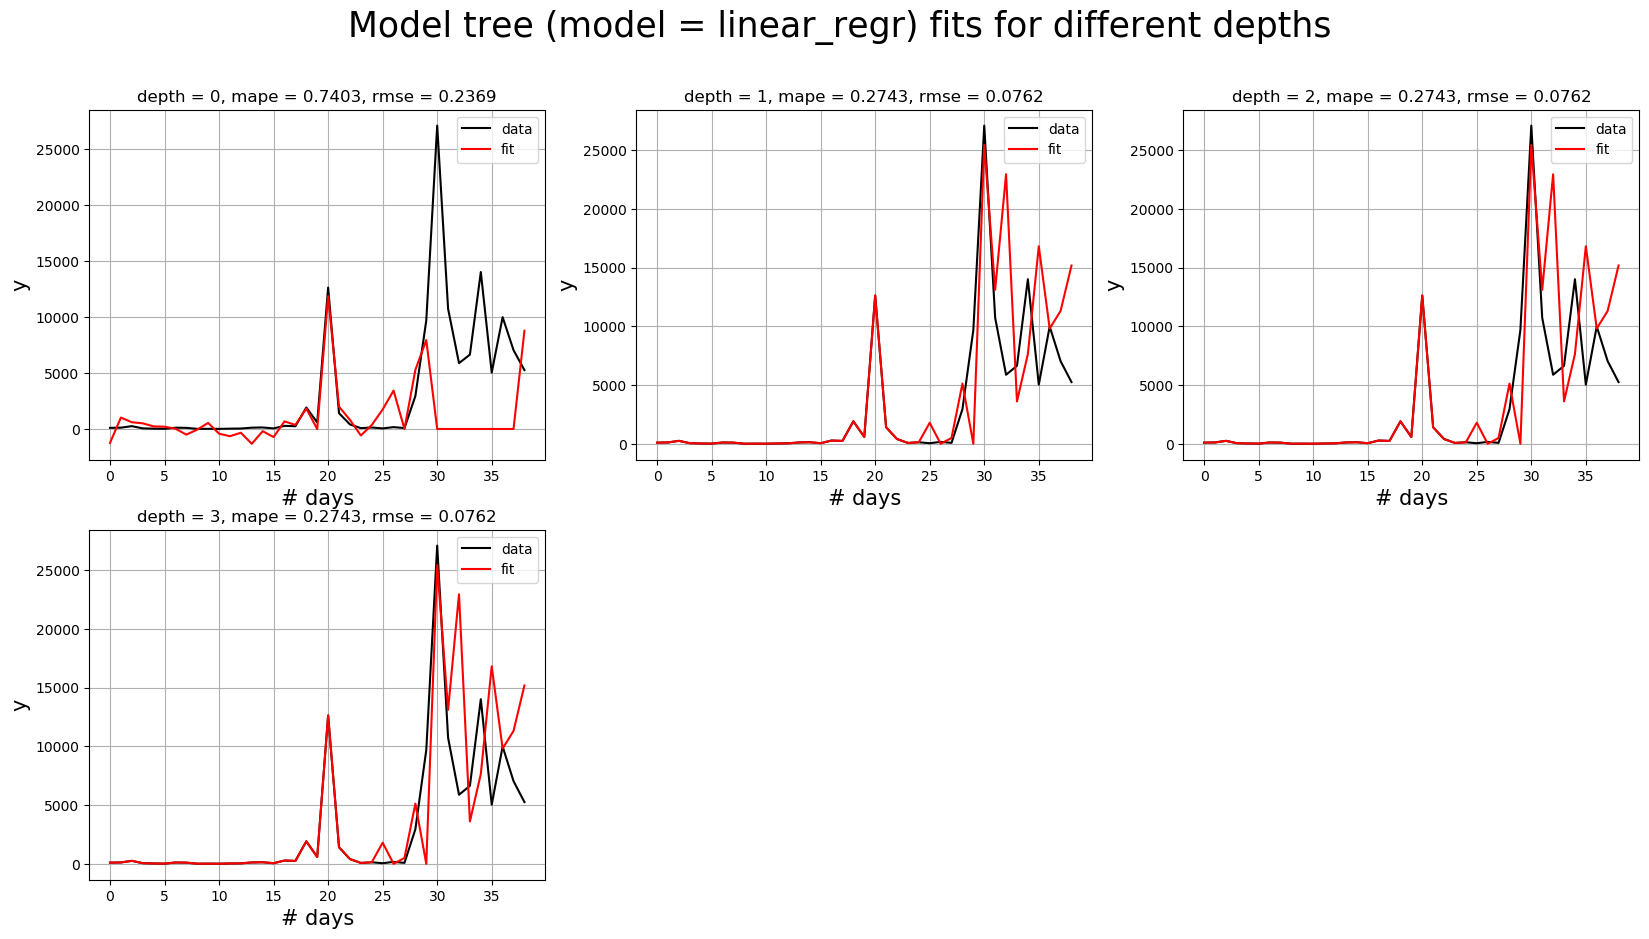 Model tree (model = linear_regr) fits for different depths
depth = 0, mape = 0.7403, rmse = 0.2369
data
fit
25000
20000
15000
10000
5000
0
y
0 5 10 15 20 25 30 35
# days
depth = 1, mape = 0.2743, rmse = 0.0762
data
fit
25000
20000
15000
10000
5000
0
y
0 5 10 15 20 25 30 35
# days
depth = 2, mape = 0.2743, rmse = 0.0762
data
fit
25000
20000
15000
10000
5000
0
y
0 5 10 15 20 25 30 35
# days
depth = 3, mape = 0.2743, rmse = 0.0762
data
fit
25000
20000
15000
10000
5000
0
y
0 5 10 15 20 25 30 35
# days